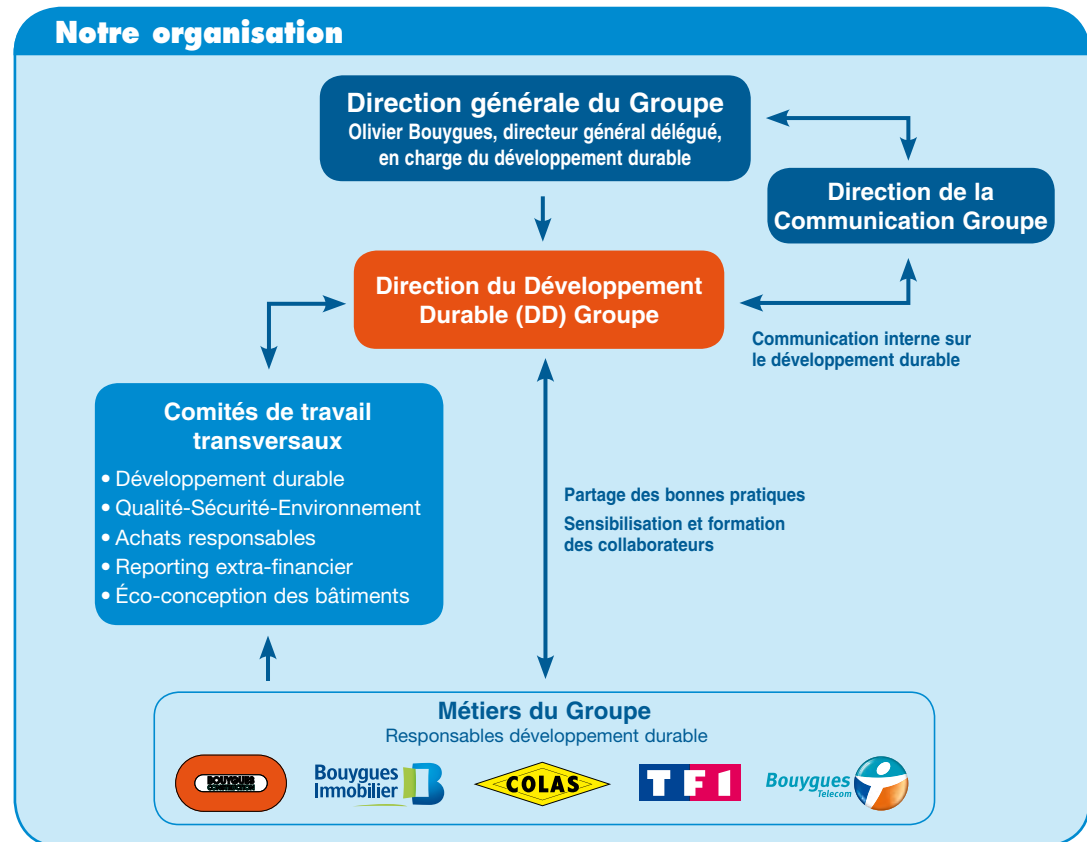 Notre organisation
Direction générale du Groupe
Olivier Bouygues, directeur général délégué,
en charge du développement durable
Direction de la
Communication Groupe
Direction du Développement
Durable (DD) Groupe
Communication interne sur
le développement durable
Comités de travail
transversaux
• Développement durable
• Qualité-Sécurité-Environnement
• Achats responsables
• Reporting extra-financier
• Éco-conception des bâtiments
Partage des bonnes pratiques
Sensibilisation et formation
des collaborateurs
Métiers du Groupe
Responsables développement durable
BOUYGUES
CONSTRUCTION
Bouygues
Immobilier
COLAS
TF1
Bouygues
Telecom